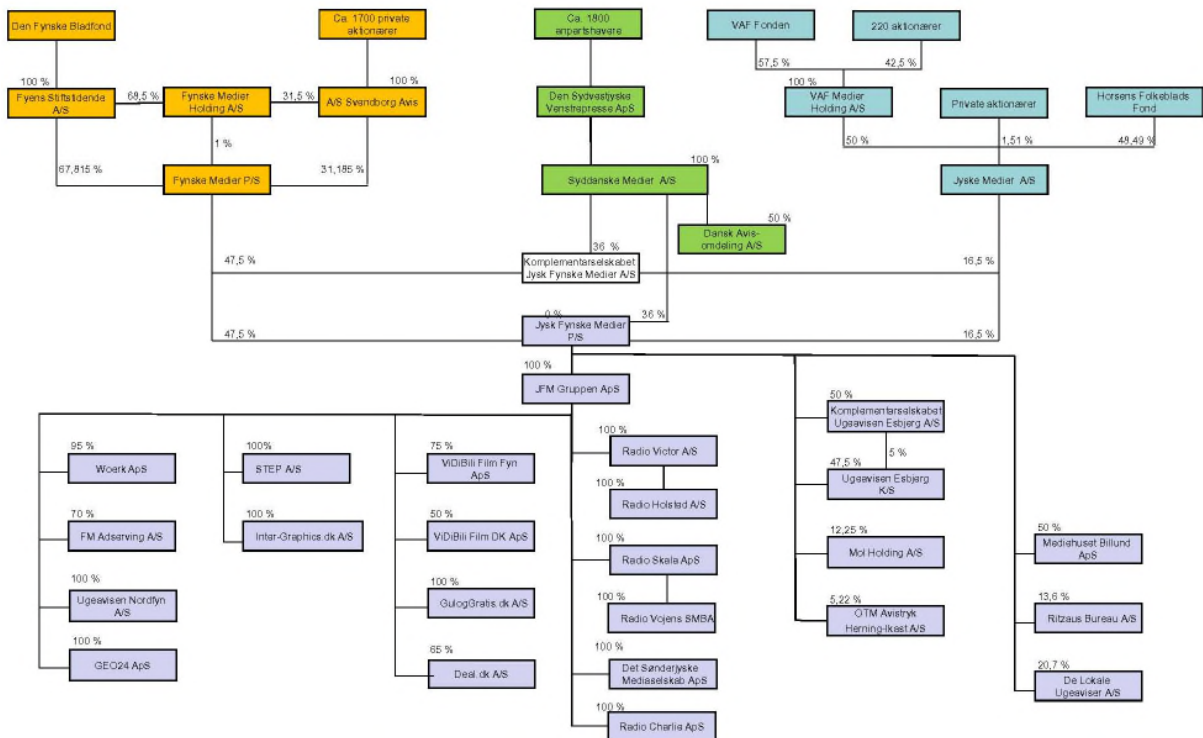 Den Fynske Bladfond
Ca. 1700 private
aktionærer
Ca. 1800
anpartshavere
VAF Fonden
220 aktionærer
57,5 %
42,5 %
100 %
100 %
100 %
Fyens Stiftstidende
A/S
68,5 %
Fynske Medier
Holding A/S
31,5 %
A/S Svendborg Avis
Den Sydvestjyske
Venstrepresse ApS
VAF Medier
Holding A/S
Private aktionærer
Horsens Folkeblads
Fond
50 %
1,51 %
48,49 %
67,815 %
1 %
31,185 %
100 %
Fynske Medier P/S
Syddanske Medier A/S
Jyske Medier A/S
50 %
Dansk Avis-
omdeling A/S
36 %
47,5 %
Komplementarselskabet
Jysk Fynske Medier A/S
16,5 %
0 %
36 %
47,5 %
Jysk Fynske Medier
P/S
16,5 %
100 %
JFM Gruppen ApS
95 %
Woerk ApS
70 %
FM Adserving A/S
100 %
Ugeavisen Nordfyn
A/S
100 %
GEO24 ApS
100%
STEP A/S
100 %
Inter-Graphics.dk A/S
75 %
ViDiBili Film Fyn
ApS
50 %
ViDiBili Film DK ApS
100 %
GulogGratis.dk A/S
65 %
Deal.dk A/S
100 %
Radio Victor A/S
100 %
Radio Holstad A/S
100 %
Radio Skala ApS
100 %
Radio Vojens SMBA
100 %
Det Sønderjyske
Mediaselskab ApS
100 %
Radio Charlie ApS
50 %
Komplementarselskabet
Ugeavisen Esbjerg A/S
5 %
47,5 %
Ugeavisen Esbjerg
K/S
12,25 %
Mol Holding A/S
5,22 %
OTM Avistryk
Herning-Ikast A/S
50 %
Mediehuset Billund
ApS
13,6 %
Ritzaus Bureau A/S
20,7 %
De Lokale
Ugeaviser A/S